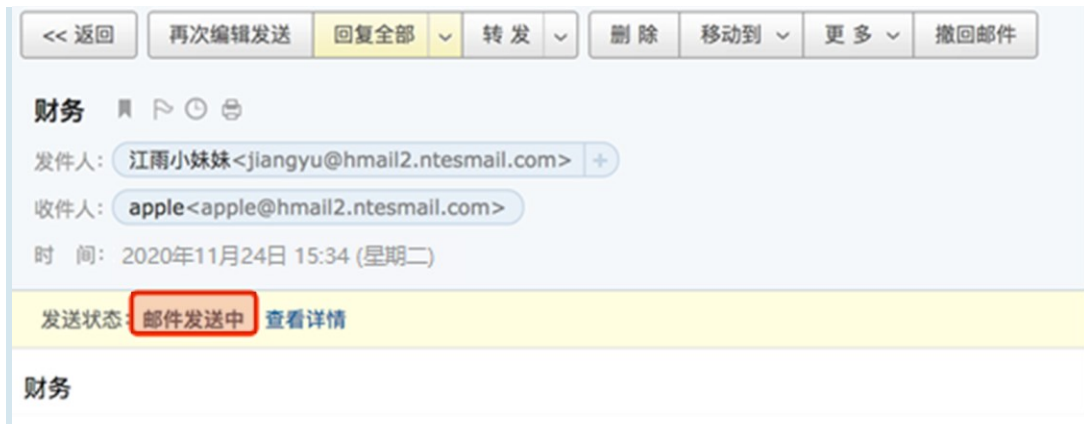 << 返回 再次编辑发送 回复全部 转 发 删 除 移动到 更 多 撤回邮件
财务
发件人: 江雨小妹妹<jiangyu@hmail2.ntesmail.com> +
收件人: apple<apple@hmail2.ntesmail.com>
时 间: 2020年11月24日 15:34 (星期二)
发送状态: 邮件发送中 查看详情
财务